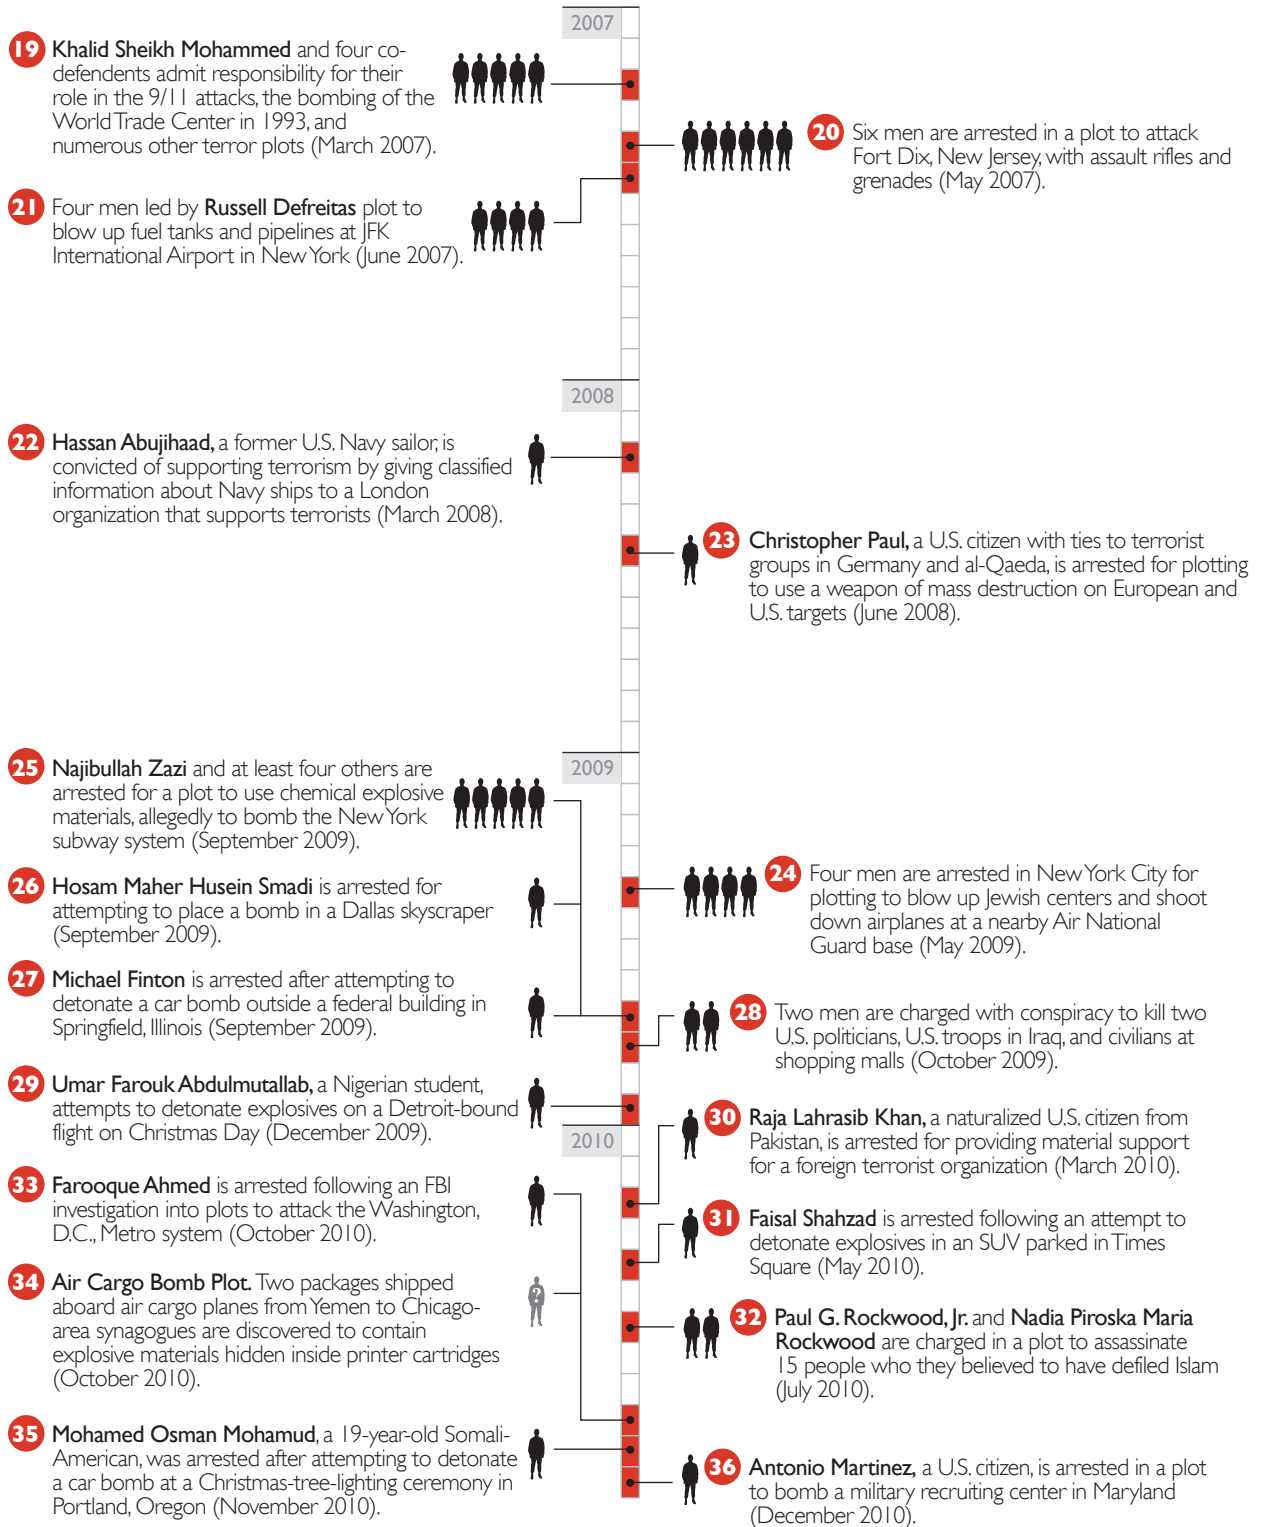 2007
19 Khalid Sheikh Mohammed and four co-
defendents admit responsibility for their
role in the 9/11 attacks, the bombing of the
World Trade Center in 1993, and
numerous other terror plots (March 2007).
20 Six men are arrested in a plot to attack
Fort Dix, New Jersey, with assault rifles and
grenades (May 2007).
21 Four men led by Russell Defreitas plot to
blow up fuel tanks and pipelines at JFK
International Airport in New York (June 2007).
2008
22 Hassan Abujihaad, a former U.S. Navy sailor, is
convicted of supporting terrorism by giving classified
information about Navy ships to a London
organization that supports terrorists (March 2008).
23 Christopher Paul, a U.S. citizen with ties to terrorist
groups in Germany and al-Qaeda, is arrested for plotting
to use a weapon of mass destruction on European and
U.S. targets (June 2008).
2009
25 Najibullah Zazi and at least four others are
arrested for a plot to use chemical explosive
materials, allegedly to bomb the New York
subway system (September 2009).
24 Four men are arrested in New York City for
plotting to blow up Jewish centers and shoot
down airplanes at a nearby Air National
Guard base (May 2009).
26 Hosam Maher Husein Smadi is arrested for
attempting to place a bomb in a Dallas skyscraper
(September 2009).
27 Michael Finton is arrested after attempting to
detonate a car bomb outside a federal building in
Springfield, Illinois (September 2009).
28 Two men are charged with conspiracy to kill two
U.S. politicians, U.S. troops in Iraq, and civilians at
shopping malls (October 2009).
29 Umar Farouk Abdulmutallab, a Nigerian student,
attempts to detonate explosives on a Detroit-bound
flight on Christmas Day (December 2009).
2010
30 Raja Lahrasib Khan, a naturalized U.S. citizen from
Pakistan, is arrested for providing material support
for a foreign terrorist organization (March 2010).
33 Farooque Ahmed is arrested following an FBI
investigation into plots to attack the Washington,
D.C., Metro system (October 2010).
31 Faisal Shahzad is arrested following an attempt to
detonate explosives in an SUV parked in Times
Square (May 2010).
34 Air Cargo Bomb Plot. Two packages shipped
aboard air cargo planes from Yemen to Chicago-
area synagogues are discovered to contain
explosive materials hidden inside printer cartridges
(October 2010).
?
32 Paul G. Rockwood, Jr. and Nadia Piroska Maria
Rockwood are charged in a plot to assassinate
15 people who they believed to have defiled Islam
(July 2010).
35 Mohamed Osman Mohamud, a 19-year-old Somali-
American, was arrested after attempting to detonate
a car bomb at a Christmas-tree-lighting ceremony in
Portland, Oregon (November 2010).
36 Antonio Martinez, a U.S. citizen, is arrested in a plot
to bomb a military recruiting center in Maryland
(December 2010).